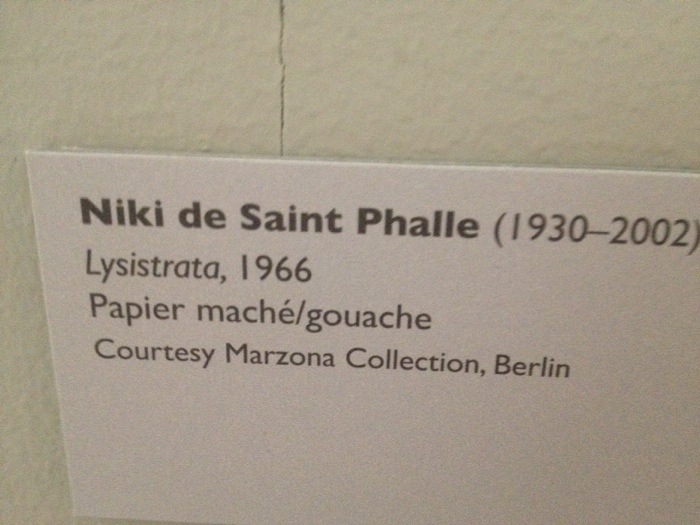 Niki de Saint Phalle (1930–2002)
Lysistrata, 1966
Papier maché/gouache
Courtesy Marzona Collection, Berlin